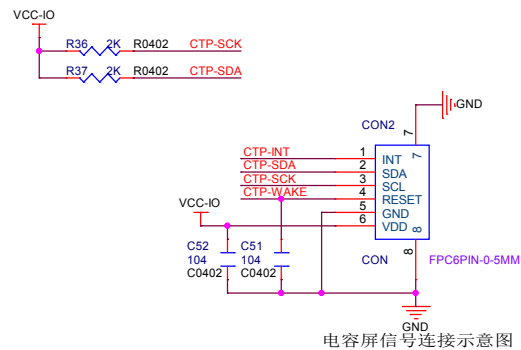 VCC-IO
R36 2K R0402 CTP-SCK
R37 2K R0402 CTP-SDA
GND
CON2
7
7
CTP-INT 1 INT
CTP-SDA 2 SDA
CTP-SCK 3 SCL
CTP-WAKE 4 RESET
5 GND
VCC-IO 6 VDD
8
C52 C51 8 CON FPC6PIN-0-5MM
104 104
C0402 C0402
GND
电容屏信号连接示意图